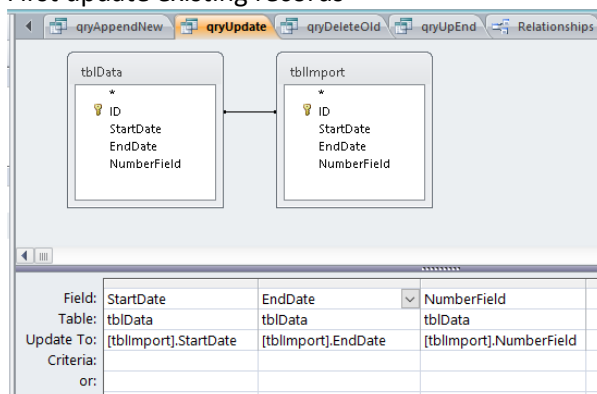 First update existing records
qryAppendNew qryUpdate qryDeleteOld qryUpEnd Relationships
tblData tblImport
* *
ID ID
StartDate StartDate
EndDate EndDate
NumberField NumberField
Field: StartDate EndDate NumberField
Table: tblData tblData tblData
Update To: [tblImport].StartDate [tblImport].EndDate [tblImport].NumberField
Criteria:
or: